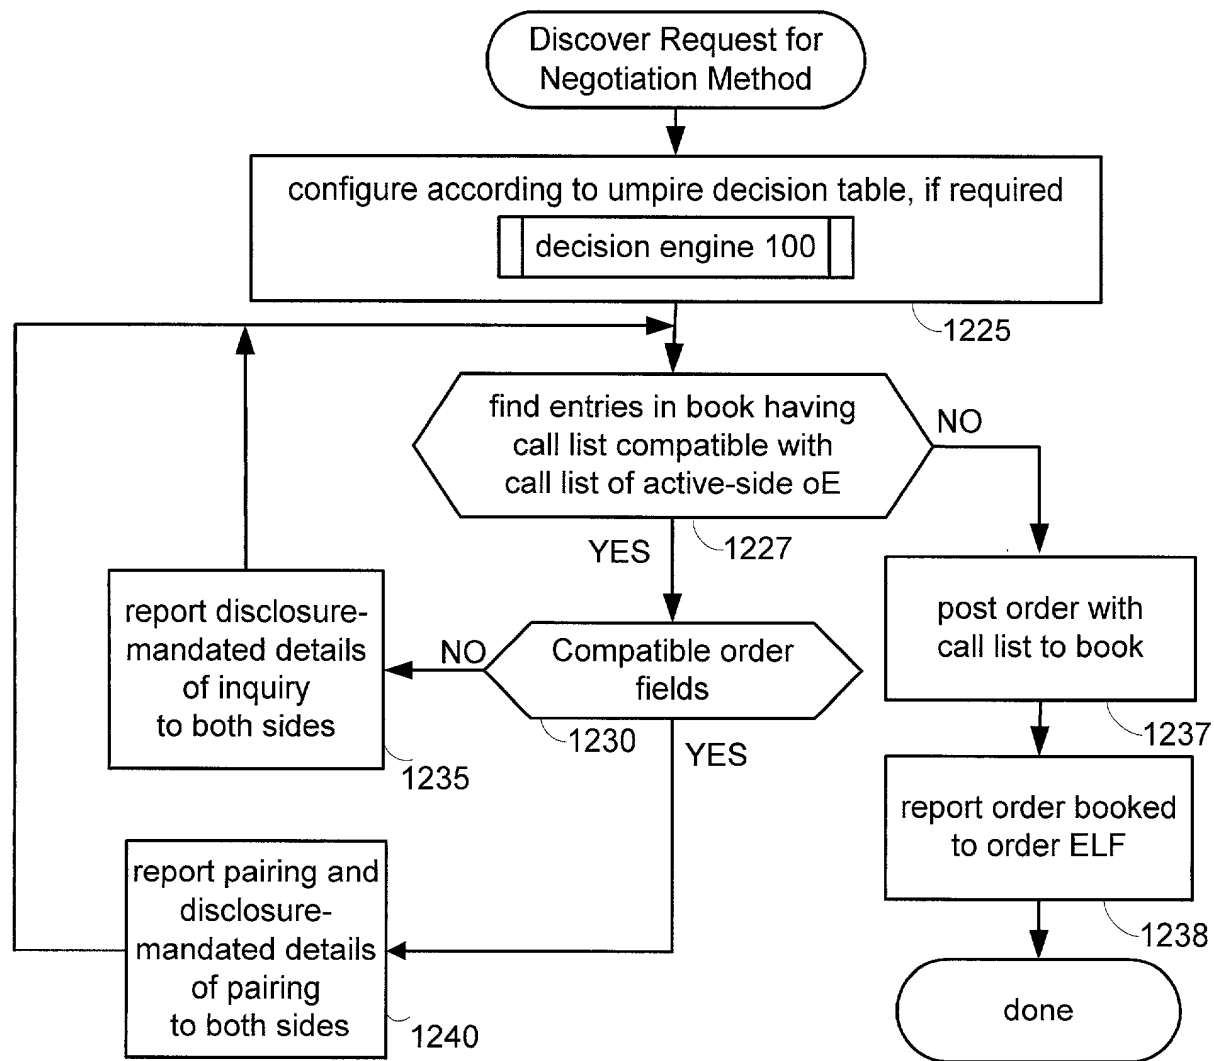 Discover Request for
Negotiation Method
configure according to umpire decision table, if required
decision engine 100
1225
find entries in book having
call list compatible with
call list of active-side oE
NO
1227
YES
post order with
call list to book
1237
report disclosure-
mandated details
of inquiry
to both sides
1235
NO
Compatible order
fields
1230
YES
report order booked
to order ELF
1238
report pairing and
disclosure-
mandated details
of pairing
to both sides
1240
done